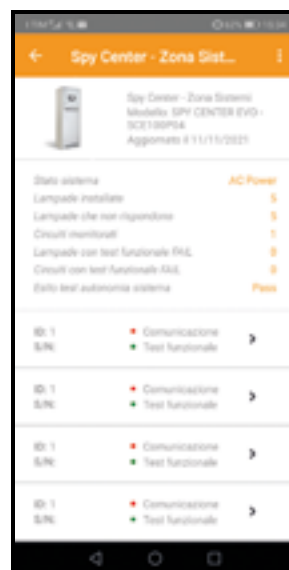 Spy Center - Zona Sist...
Spy Center - Zona Sistemi
Modello: SPY CENTER EVO -
Aggiornato il 11/11/2021
Stato sistema AC Power
Lampade installate 5
Lampade che non rispondono 5
Circuiti monitorati 1
Lampade con test funzionale FAIL 0
Circuiti con test funzionale FAIL 0
Esito test autonomia sistema Pass
ID: 1 Comunicazione
S/N: Test funzionale
ID: 1 Comunicazione
S/N: Test funzionale
ID: 1 Comunicazione
S/N: Test funzionale
ID: 1 Comunicazione
S/N: Test funzionale